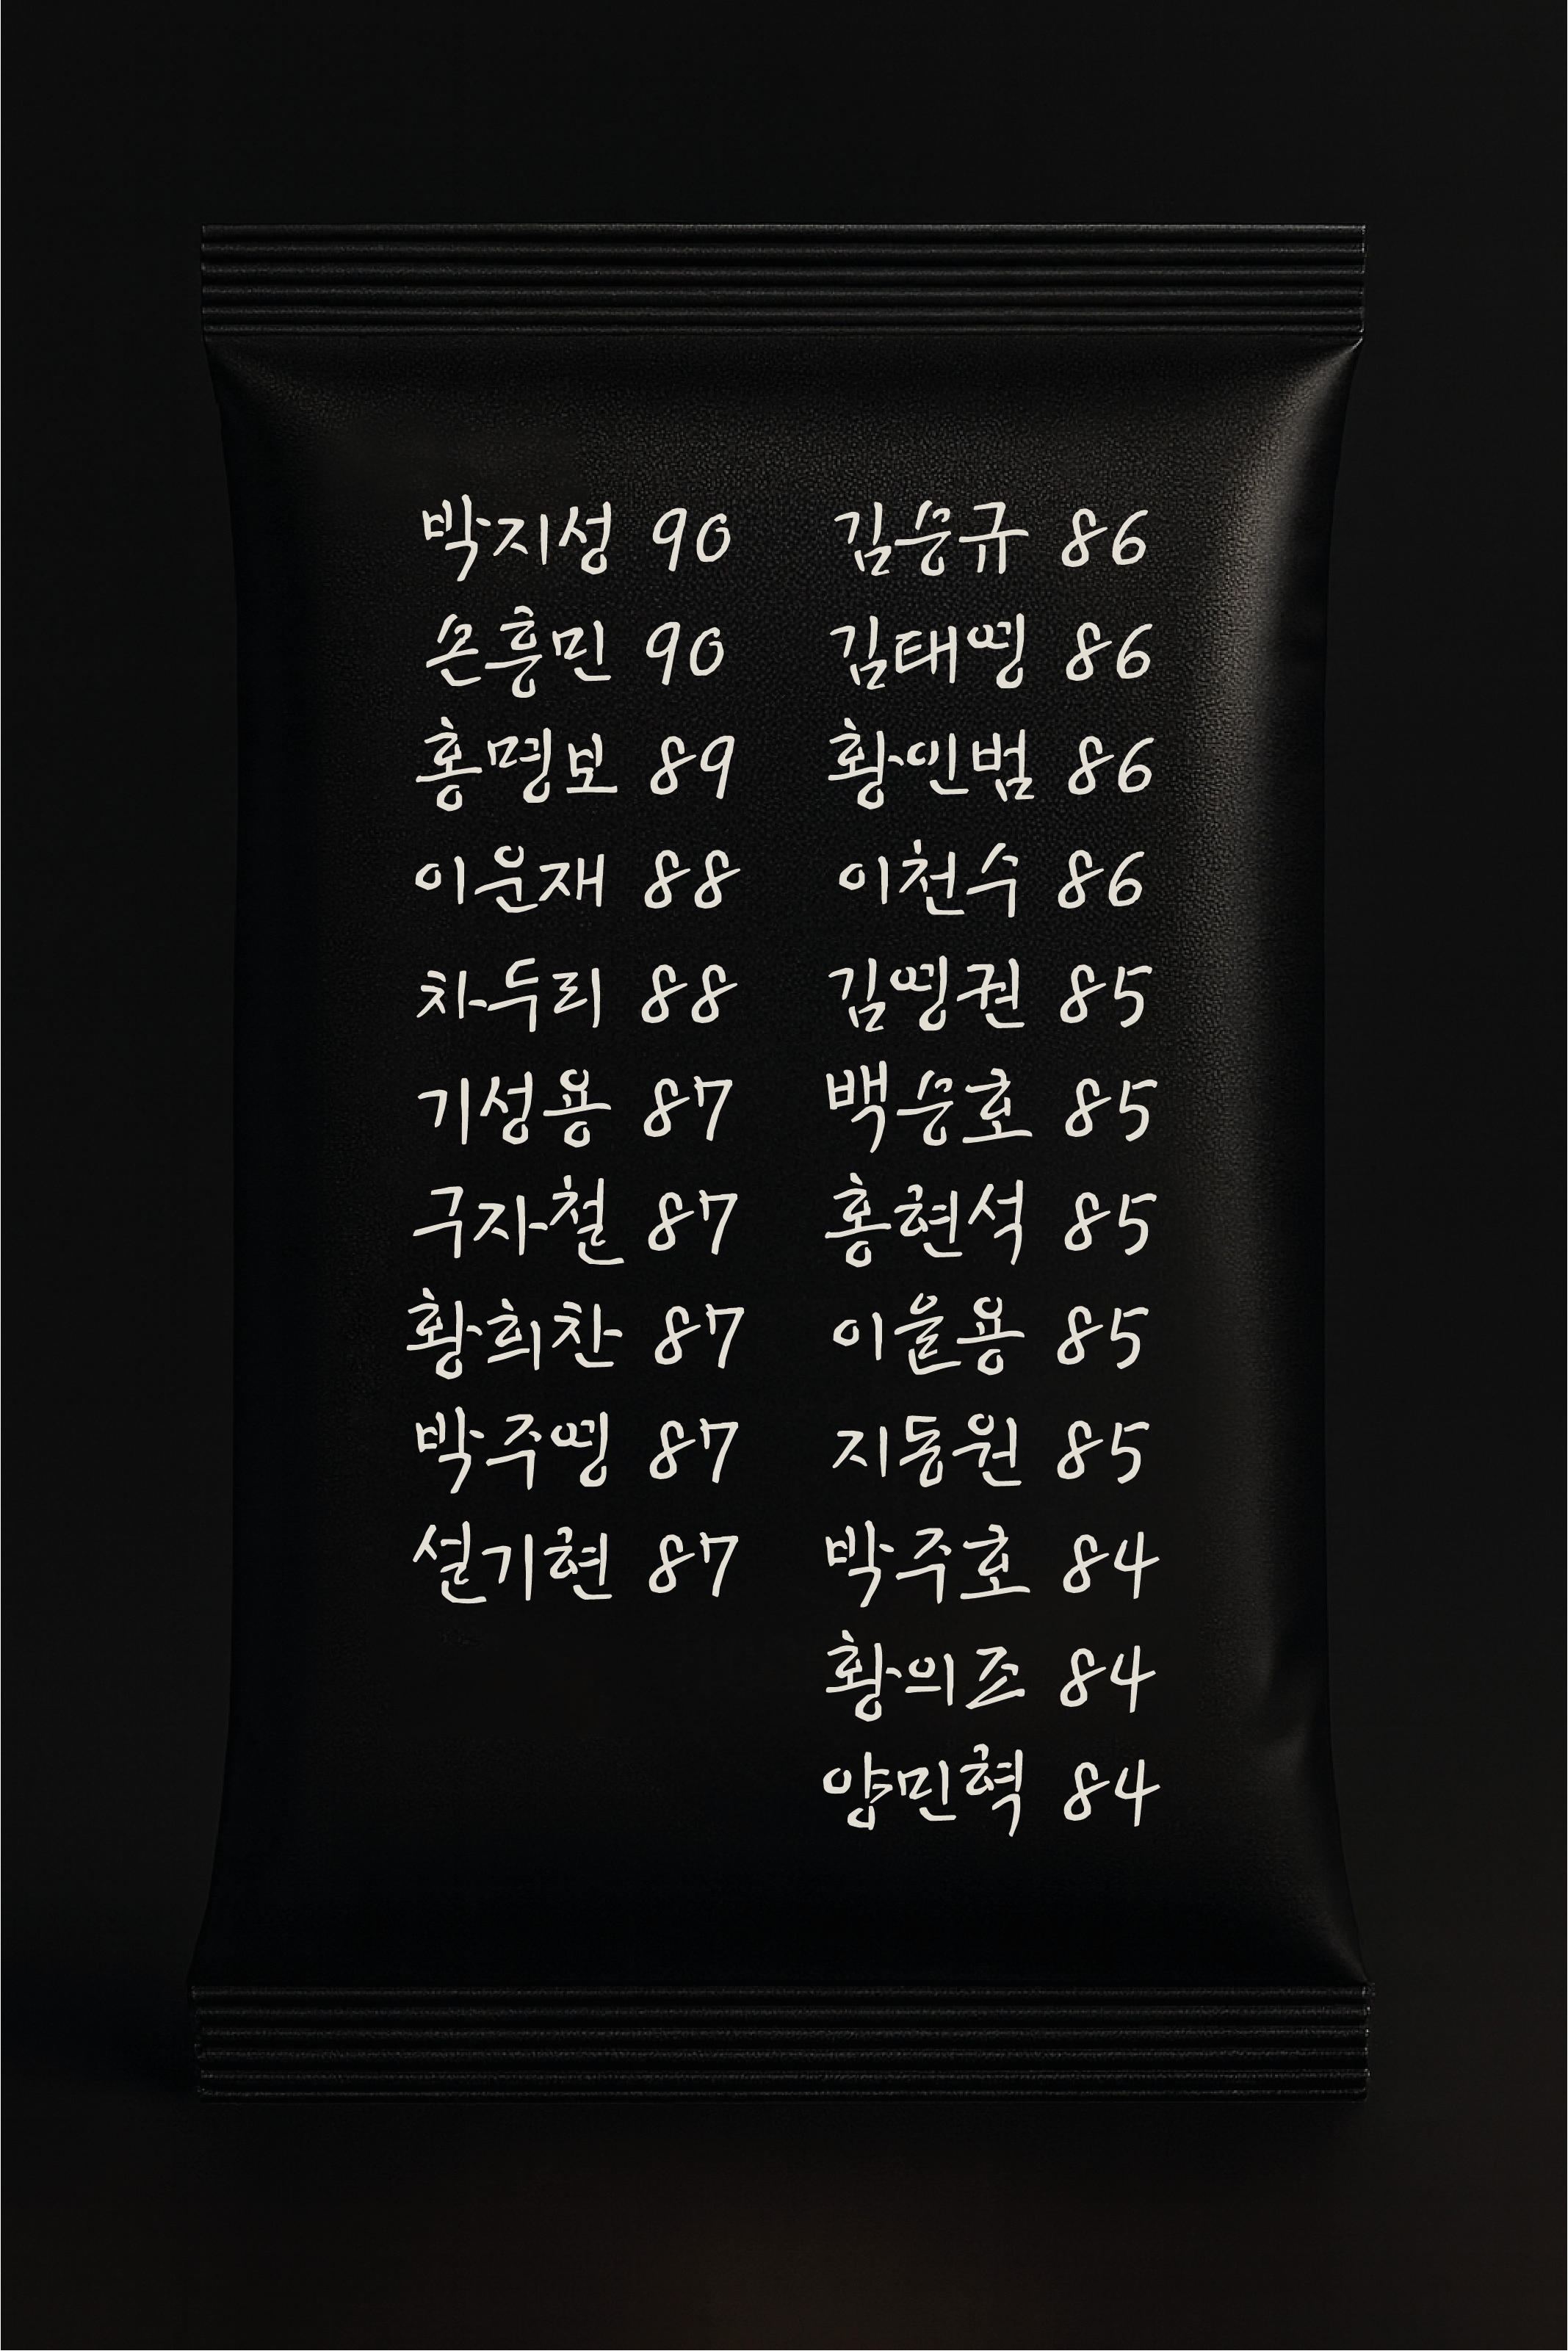 박지성 90
손흥민 90
홍명보 89
이운재 88
차두리 88
기성용 87
구자철 87
황희찬 87
박주영 87
설기현 87
김승규 86
김태영 86
황인범 86
이천수 86
김영권 85
백승호 85
홍현석 85
이을용 85
지동원 85
박주호 84
황의조 84
양민혁 84